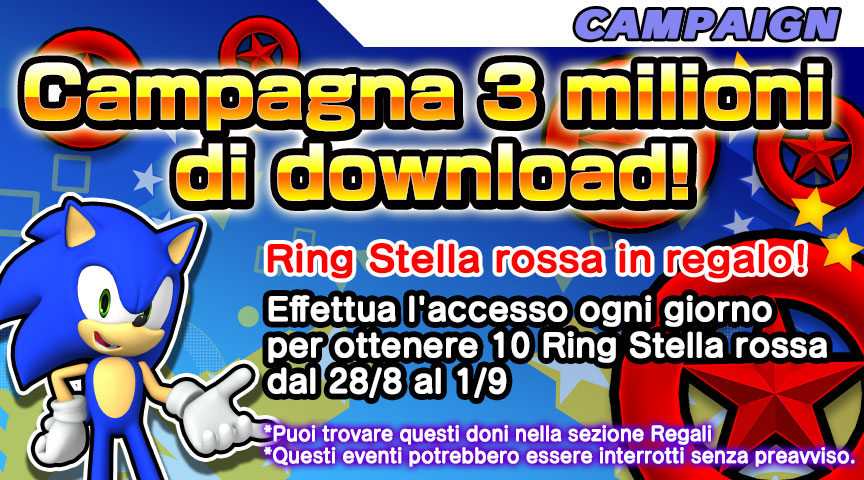 CAMPAIGN
Campagna 3 milioni
di download!
Ring Stella rossa in regalo!
Effettua l'accesso ogni giorno
per ottenere 10 Ring Stella rossa
dal 28/8 al 1/9
*Puoi trovare questi doni nella sezione Regali
*Questi eventi potrebbero essere interrotti senza preavviso.